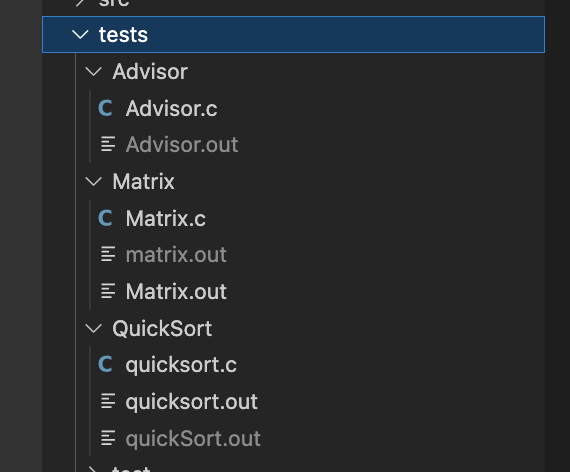 src
tests
Advisor
C Advisor.c
Advisor.out
Matrix
C Matrix.c
matrix.out
Matrix.out
QuickSort
C quicksort.c
quicksort.out
quickSort.out
test